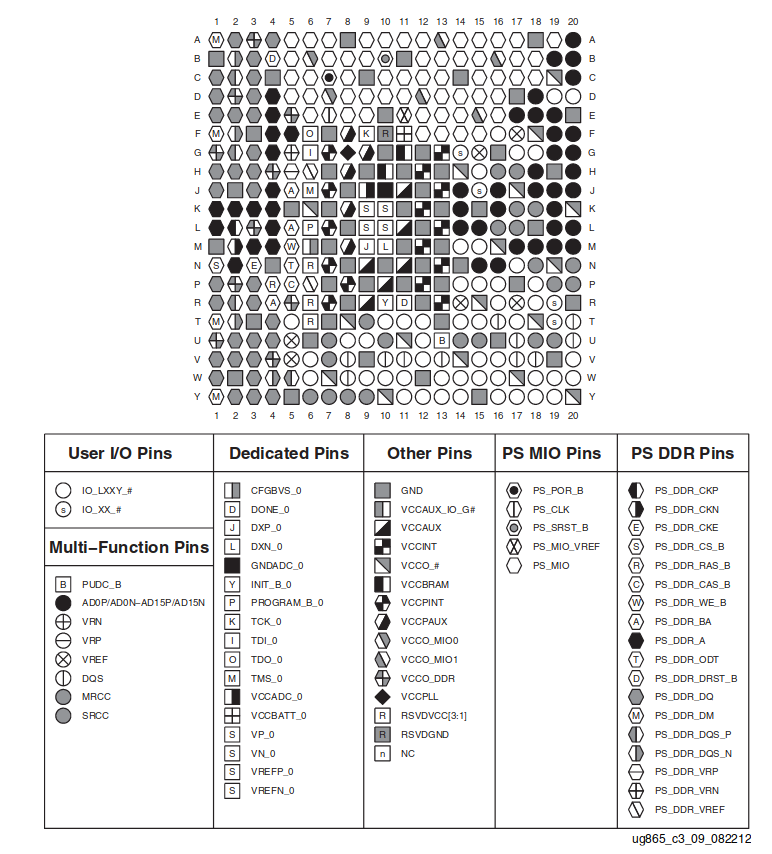 1 2 3 4 5 6 7 8 9 10 11 12 13 14 15 16 17 18 19 20
A M A
B D B
C C
D D
E E
F M O K R F
G I s G
H H
J A M s J
K S S K
L A P S S L
M W J L M
N S E T R N
P R C P
R A R Y D s R
T M R s T
U B U
V V
W W
Y M Y
1 2 3 4 5 6 7 8 9 10 11 12 13 14 15 16 17 18 19 20
User I/O Pins
IO_LXXY_#
s IO_XX_#
Multi−Function Pins
B PUDC_B
AD0P/AD0N−AD15P/AD15N
VRN
VRP
VREF
DQS
MRCC
SRCC
Dedicated Pins
CFGBVS_0
D DONE_0
J DXP_0
L DXN_0
GNDADC_0
Y INIT_B_0
P PROGRAM_B_0
K TCK_0
I TDI_0
O TDO_0
M TMS_0
VCCADC_0
VCCBATT_0
S VP_0
S VN_0
S VREFP_0
S VREFN_0
Other Pins
GND
VCCAUX_IO_G#
VCCAUX
VCCINT
VCCO_#
VCCBRAM
VCCPINT
VCCPAUX
VCCO_MIO0
VCCO_MIO1
VCCO_DDR
VCCPLL
R RSVDVCC[3:1]
R RSVDGND
n NC
PS MIO Pins
PS_POR_B
PS_CLK
PS_SRST_B
PS_MIO_VREF
PS_MIO
PS DDR Pins
PS_DDR_CKP
PS_DDR_CKN
E PS_DDR_CKE
S PS_DDR_CS_B
R PS_DDR_RAS_B
C PS_DDR_CAS_B
W PS_DDR_WE_B
A PS_DDR_BA
PS_DDR_A
T PS_DDR_ODT
D PS_DDR_DRST_B
PS_DDR_DQ
M PS_DDR_DM
PS_DDR_DQS_P
PS_DDR_DQS_N
PS_DDR_VRP
PS_DDR_VRN
PS_DDR_VREF
ug865_c3_09_082212